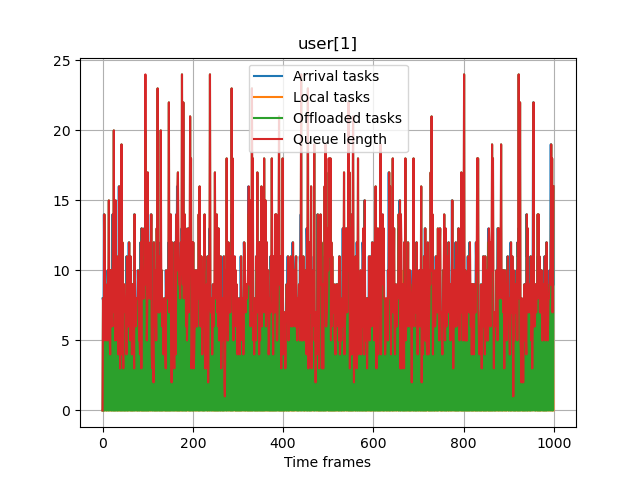 user[1]
25
20
15
10
5
0
Arrival tasks
Local tasks
Offloaded tasks
Queue length
0 200 400 600 800 1000
Time frames